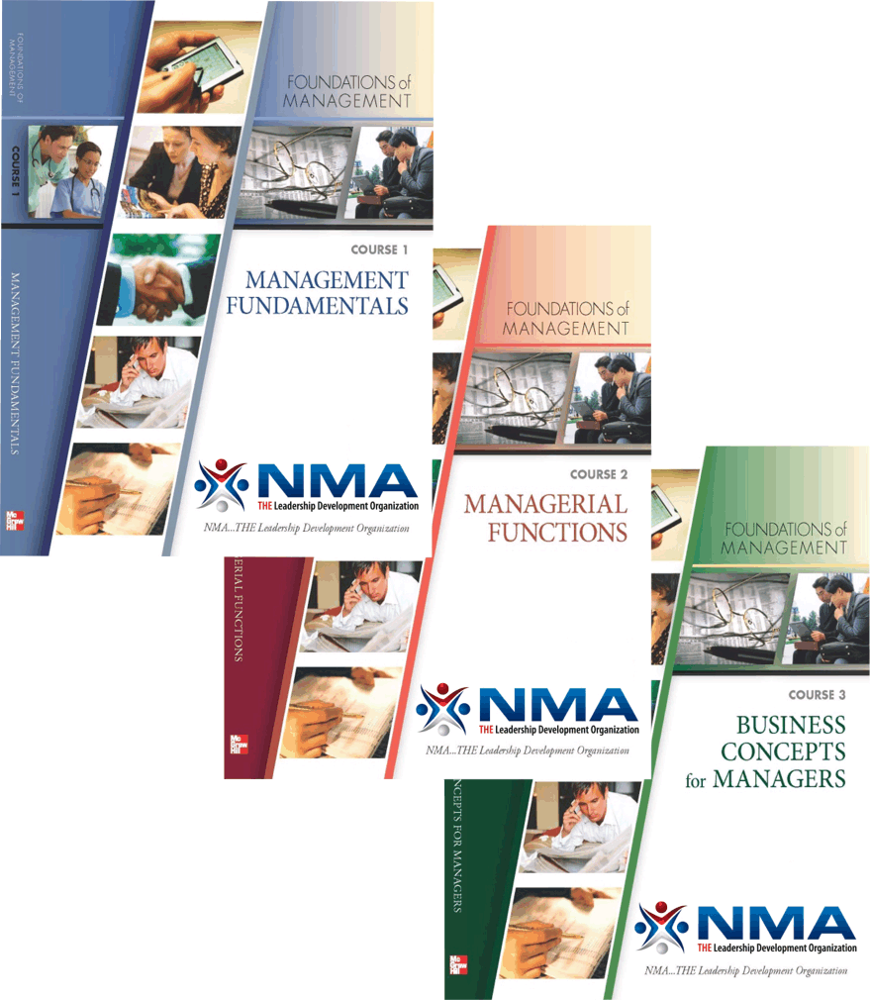 FOUNDATIONS OF
MANAGEMENT
COURSE 1
MANAGEMENT FUNDAMENTALS
Mc
Graw
Hill
FOUNDATIONS of
MANAGEMENT
COURSE 1
MANAGEMENT
FUNDAMENTALS
NMA
THE Leadership Development Organization
NMA...THE Leadership Development Organization
ERIAL FUNCTIONS
Mc
Graw
Hill
FOUNDATIONS of
MANAGEMENT
COURSE 2
MANAGERIAL
FUNCTIONS
NMA
THE Leadership Development Organization
NMA...THE Leadership Development Organization
NCEPTS FOR MANAGERS
Mc
Graw
Hill
FOUNDATIONS of
MANAGEMENT
COURSE 3
BUSINESS
CONCEPTS
for MANAGERS
NMA
THE Leadership Development Organization
NMA...THE Leadership Development Organization